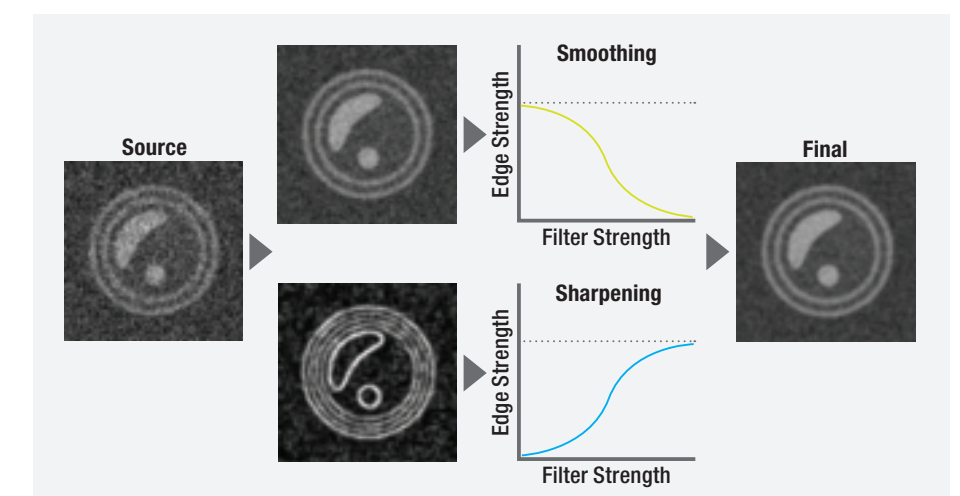 Source
Smoothing
Edge Strength
Filter Strength
Sharpening
Edge Strength
Filter Strength
Final